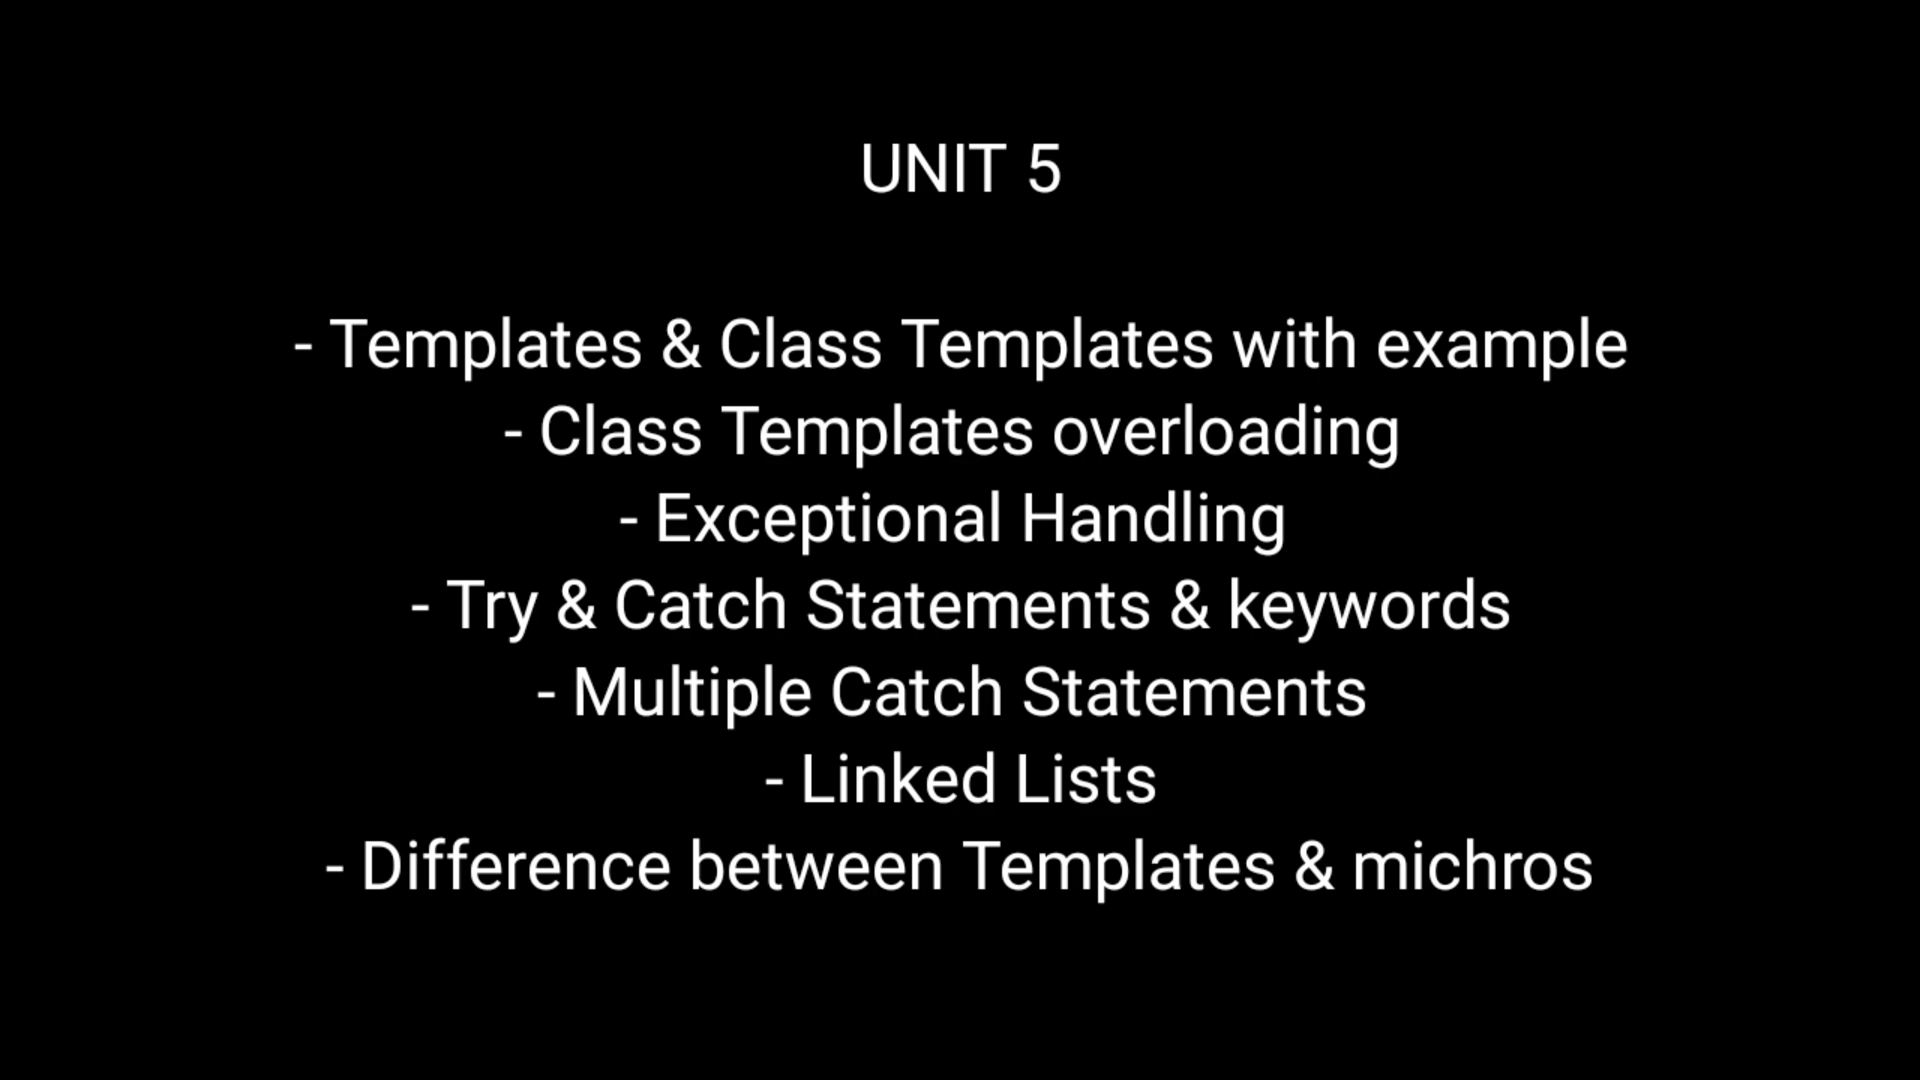 UNIT 5
- Templates & Class Templates with example
- Class Templates overloading
- Exceptional Handling
- Try & Catch Statements & keywords
- Multiple Catch Statements
- Linked Lists
- Difference between Templates & michros